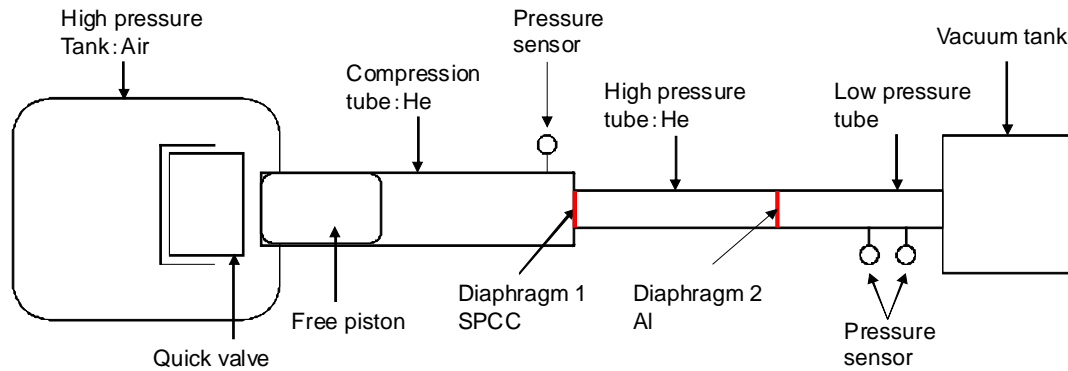 High pressure
Tank：Air
Pressure
sensor
Vacuum tank
Compression
tube：He
High pressure
tube：He
Low pressure
tube
Free piston
Quick valve
Diaphragm 1
SPCC
Diaphragm 2
Al
Pressure
sensor